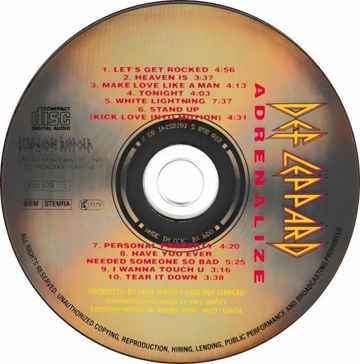 1. LET'S GET ROCKED 4:56
2. HEAVEN IS 3:37
3. MAKE LOVE LIKE A MAN 4:13
4. TONIGHT 4:03
5. WHITE LIGHTNING 7:03
6. STAND UP
(KICK LOVE INTO MOTION) 4:31
ADRENALIZE
DEF LEPPARD
COMPACT
disc
DIGITAL AUDIO
BLUDGEON RIFFOLA
BIEM STEMRA
MADE IN U.K.
7. PERSONAL PROPERTY 4:20
8. HAVE YOU EVER
NEEDED SOMEONE SO BAD 5:25
9. I WANNA TOUCH U 3:16
10. TEAR IT DOWN 3:38
PRODUCED BY MIKE SHIPLEY AND DEF LEPPARD
ENGINEERED AND MIXED BY MIKE SHIPLEY
EXECUTIVE PRODUCER ROBERT JOHN "MUTT" LANGE
ALL RIGHTS RESERVED. UNAUTHORIZED COPYING, REPRODUCTION, HIRING, LENDING, PUBLIC PERFORMANCE AND BROADCASTING PROHIBITED.